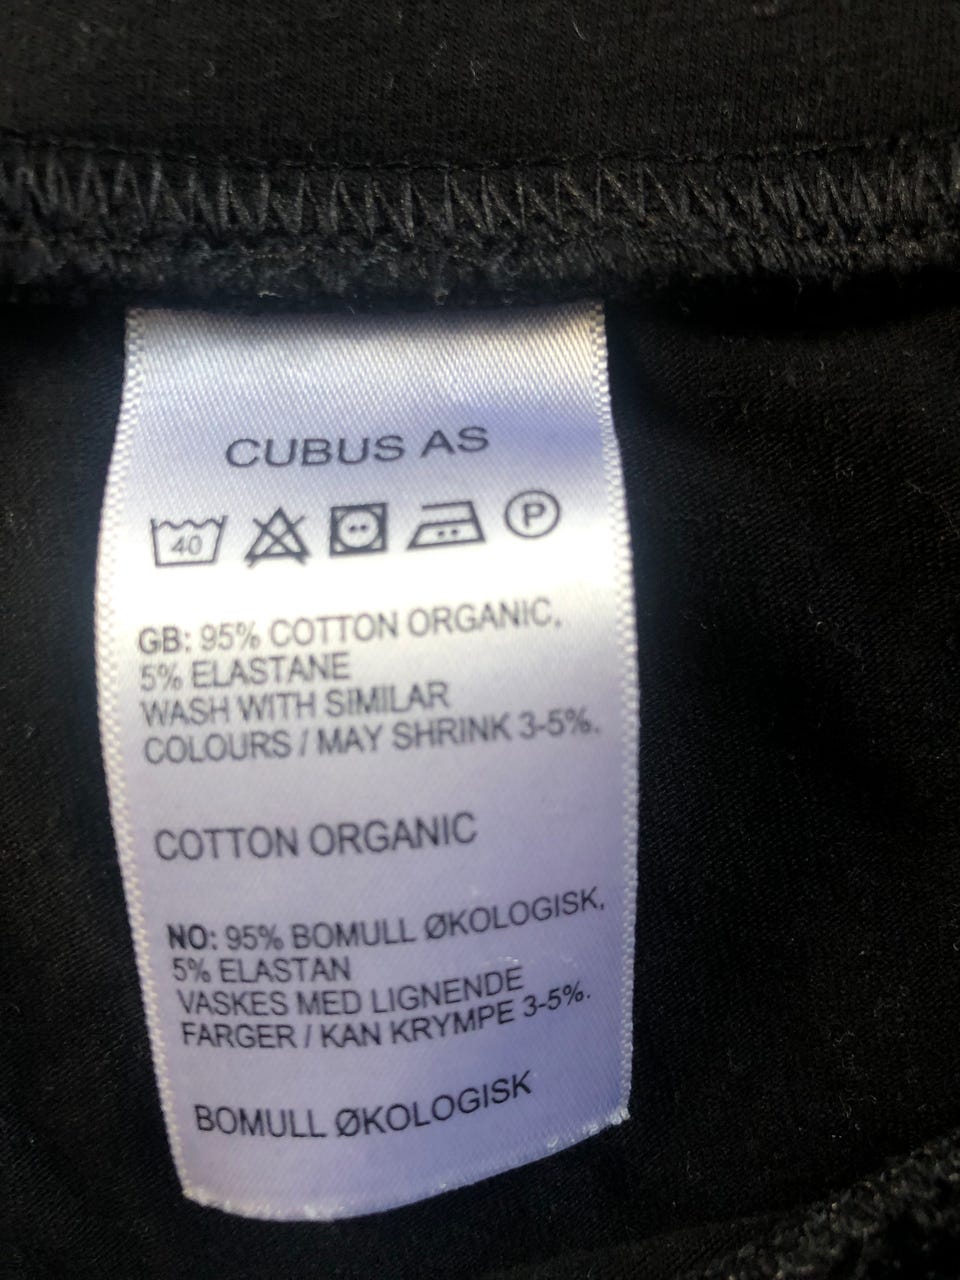 CUBUS AS
40 P
GB: 95% COTTON ORGANIC,
5% ELASTANE
WASH WITH SIMILAR
COLOURS / MAY SHRINK 3-5%.
COTTON ORGANIC
NO: 95% BOMULL ØKOLOGISK,
5% ELASTAN
VASKES MED LIGNENDE
FARGER / KAN KRYMPE 3-5%.
BOMULL ØKOLOGISK